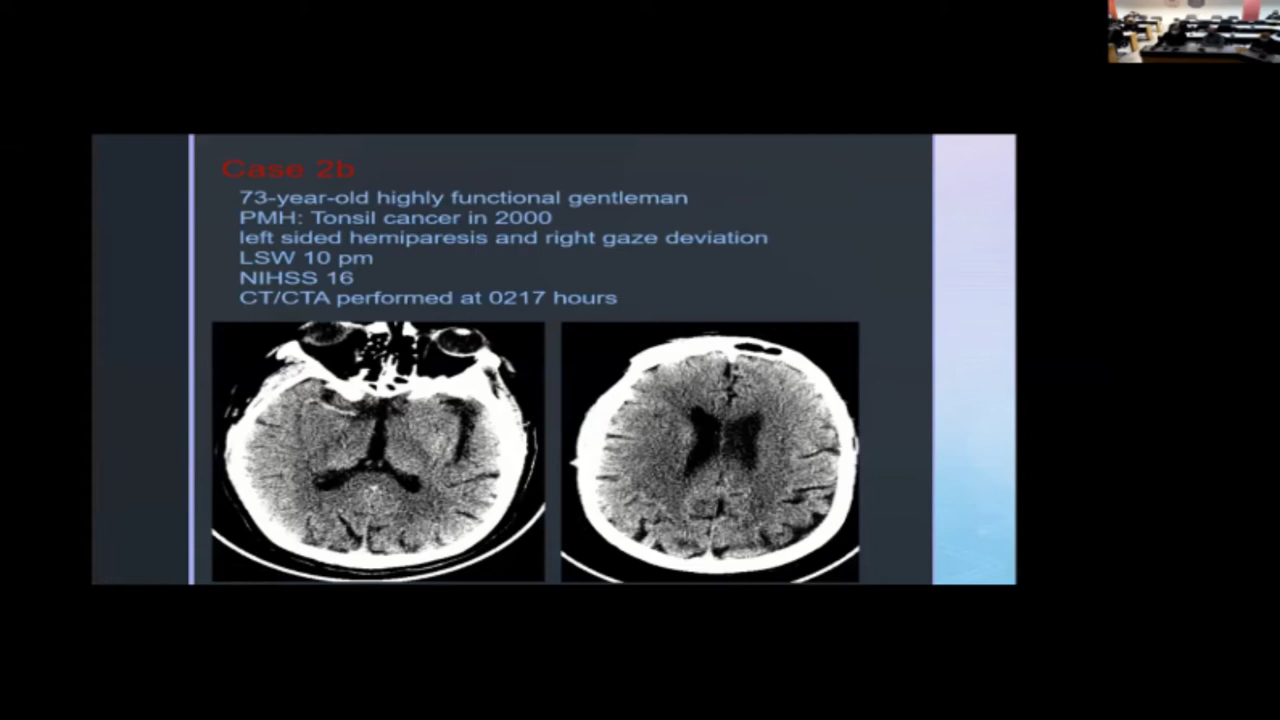 Case 2b
73-year-old highly functional gentleman
PMH: Tonsil cancer in 2000
left sided hemiparesis and right gaze deviation
LSW 10 pm
NIHSS 16
CT/CTA performed at 0217 hours